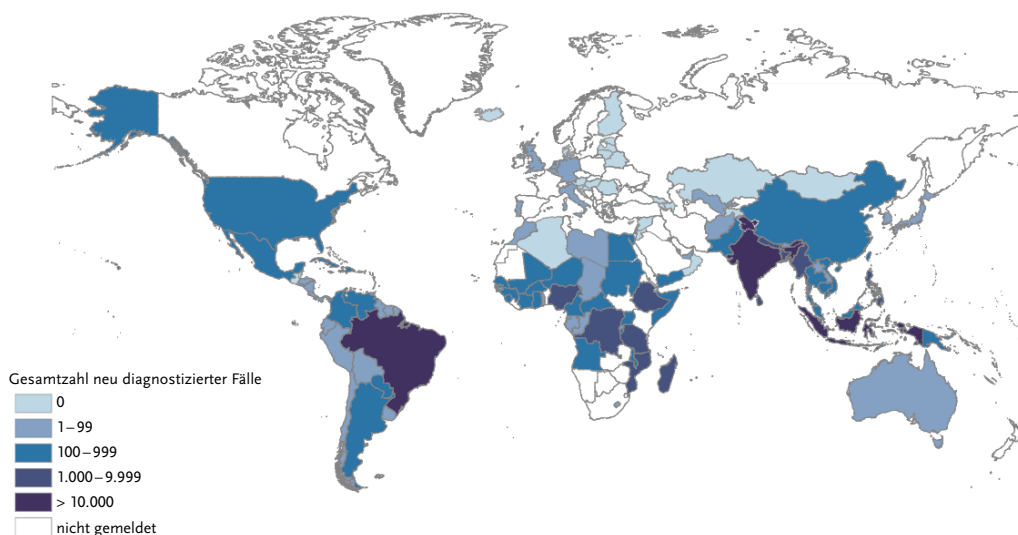 Gesamtzahl neu diagnostizierter Fälle
0
1–99
100–999
1.000–9.999
> 10.000
nicht gemeldet